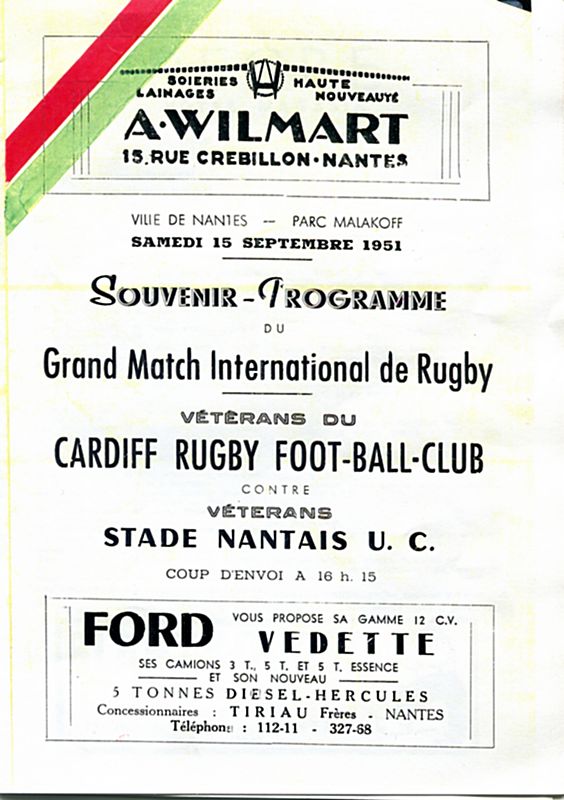 SOIERIES HAUTE
LAINAGES NOUVEAUTÉ
A·WILMART
15, RUE CREBILLON · NANTES
VILLE DE NANTES — PARC MALAKOFF
SAMEDI 15 SEPTEMBRE 1951
SOUVENIR - PROGRAMME
DU
Grand Match International de Rugby
VÉTÉRANS DU
CARDIFF RUGBY FOOT-BALL-CLUB
CONTRE
VÉTERANS
STADE NANTAIS U. C.
COUP D'ENVOI A 16 h. 15
FORD VOUS PROPOSE SA GAMME 12 C.V.
VEDETTE
SES CAMIONS 3 T., 5 T. ET 5 T. ESSENCE
ET SON NOUVEAU
5 TONNES DIESEL-HERCULES
Concessionnaires : TIRIAU Frères - NANTES
Téléphone : 112-11 - 327-68